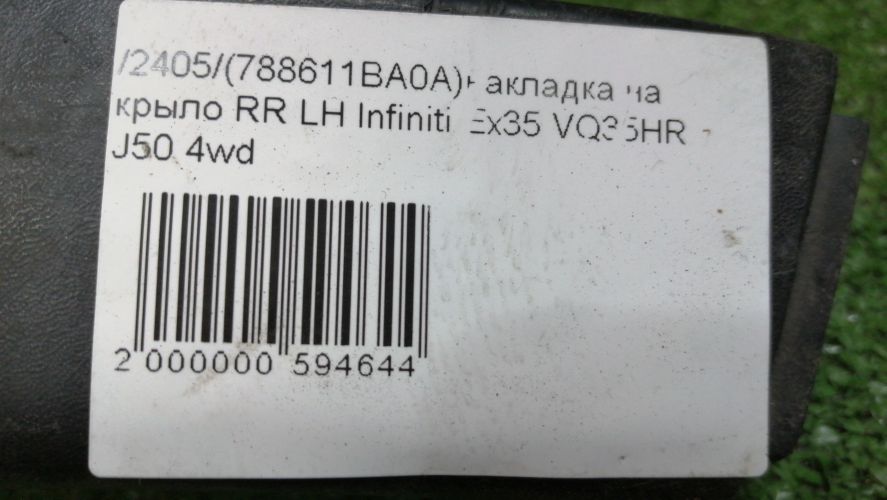 /2405/(788611BA0A)Накладка на
крыло RR LH Infiniti Ex35 VQ35HR
J50 4wd
2 000000 594644